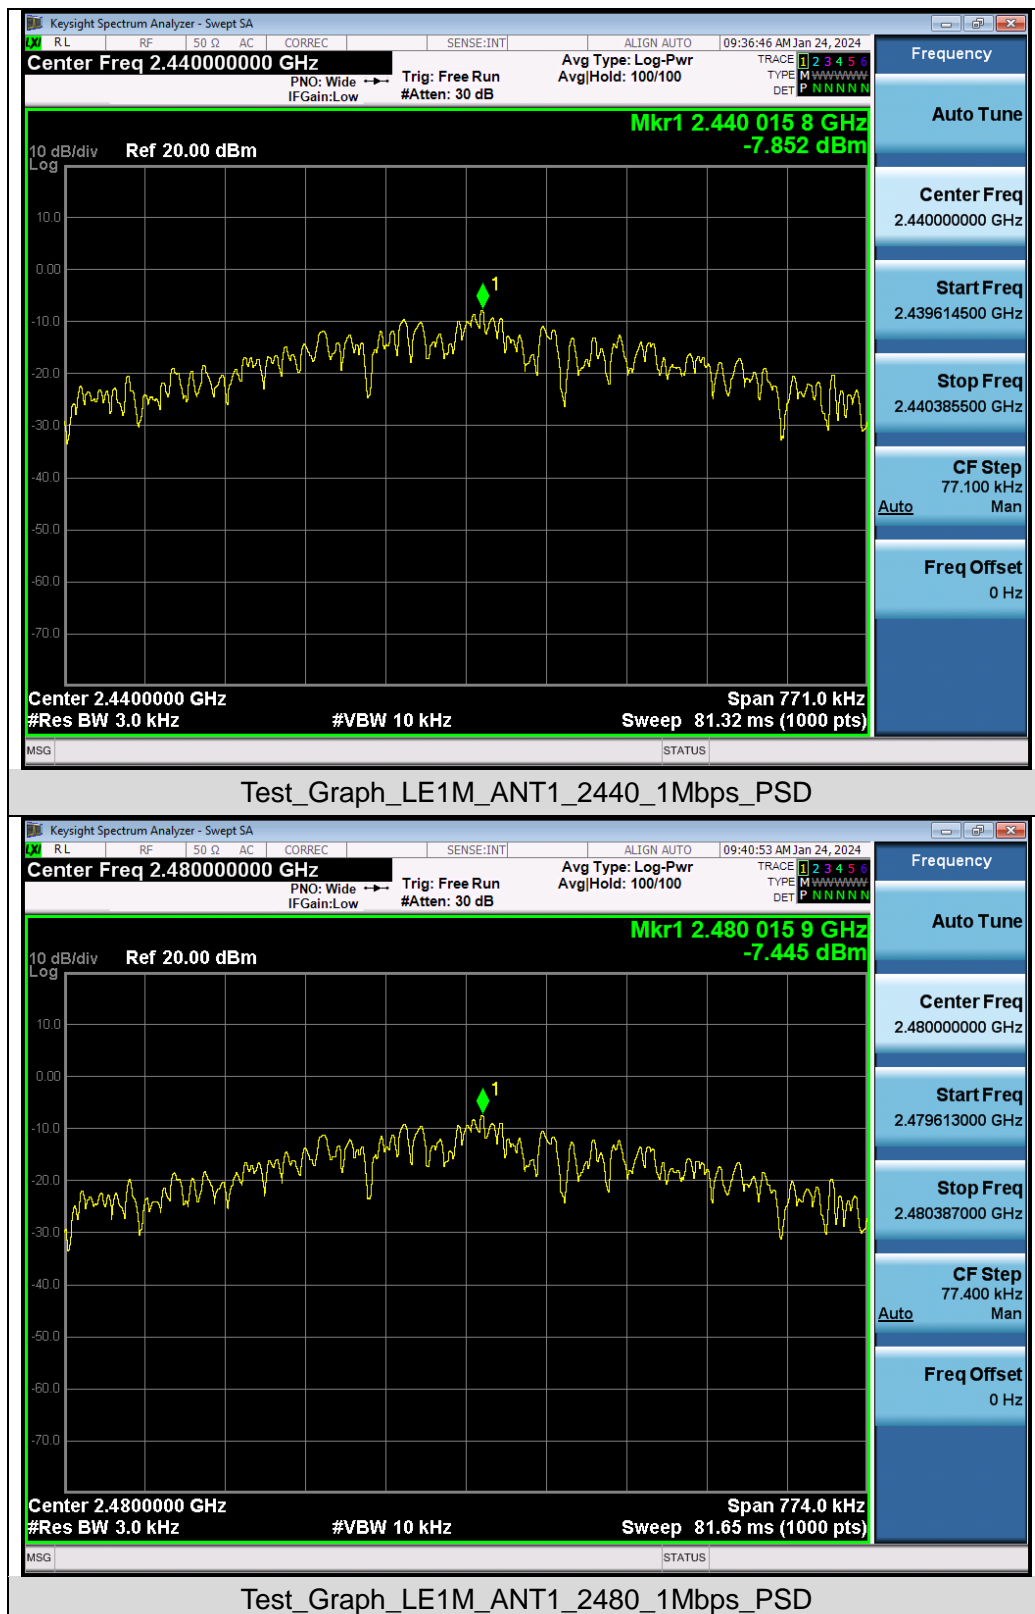 Keysight Spectrum Analyzer - Swept SA
LXI RL RF 50 Ω AC CORREC SENSE:INT ALIGN AUTO 09:36:46 AM Jan 24, 2024
Center Freq 2.440000000 GHz
PNO: Wide
IFGain:Low
Trig: Free Run
#Atten: 30 dB
Avg Type: Log-Pwr
Avg|Hold: 100/100
TRACE 1 2 3 4 5 6
TYPE M WWWWW
DET P N N N N N
Frequency
Mkr1 2.440 015 8 GHz
-7.852 dBm
10 dB/div Ref 20.00 dBm
Log
10.0
0.00
-10.0
-20.0
-30.0
-40.0
-50.0
-60.0
-70.0
1
Center 2.4400000 GHz Span 771.0 kHz
#Res BW 3.0 kHz #VBW 10 kHz Sweep 81.32 ms (1000 pts)
Auto Tune
Center Freq
2.440000000 GHz
Start Freq
2.439614500 GHz
Stop Freq
2.440385500 GHz
CF Step
77.100 kHz
Auto Man
Freq Offset
0 Hz
MSG STATUS
Test_Graph_LE1M_ANT1_2440_1Mbps_PSD
Keysight Spectrum Analyzer - Swept SA
LXI RL RF 50 Ω AC CORREC SENSE:INT ALIGN AUTO 09:40:53 AM Jan 24, 2024
Center Freq 2.480000000 GHz
PNO: Wide
IFGain:Low
Trig: Free Run
#Atten: 30 dB
Avg Type: Log-Pwr
Avg|Hold: 100/100
TRACE 1 2 3 4 5 6
TYPE M WWWWW
DET P N N N N N
Frequency
Mkr1 2.480 015 9 GHz
-7.445 dBm
10 dB/div Ref 20.00 dBm
Log
10.0
0.00
-10.0
-20.0
-30.0
-40.0
-50.0
-60.0
-70.0
1
Center 2.4800000 GHz Span 774.0 kHz
#Res BW 3.0 kHz #VBW 10 kHz Sweep 81.65 ms (1000 pts)
Auto Tune
Center Freq
2.480000000 GHz
Start Freq
2.479613000 GHz
Stop Freq
2.480387000 GHz
CF Step
77.400 kHz
Auto Man
Freq Offset
0 Hz
MSG STATUS
Test_Graph_LE1M_ANT1_2480_1Mbps_PSD